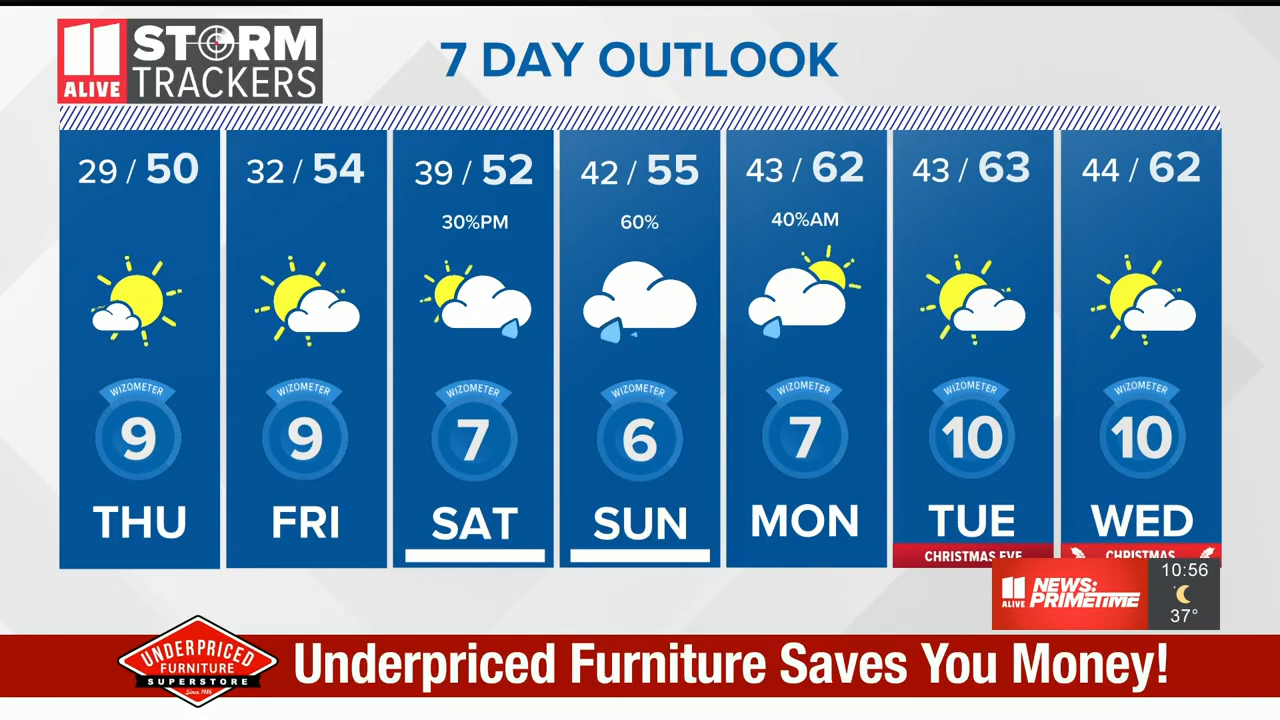 11 ALIVE STORM TRACKERS
7 DAY OUTLOOK
29 / 50
32 / 54
39 / 52
42 / 55
43 / 62
43 / 63
44 / 62
30%PM
60%
40%AM
WIZOMETER
WIZOMETER
WIZOMETER
WIZOMETER
WIZOMETER
WIZOMETER
WIZOMETER
9
9
7
6
7
10
10
THU
FRI
SAT
SUN
MON
TUE
WED
CHRISTMAS EVE
CHRISTMAS
11 ALIVE
NEWS:
PRIMETIME
10:56
37°
UNDERPRICED
FURNITURE
SUPERSTORE
Since 1986
Underpriced Furniture Saves You Money!